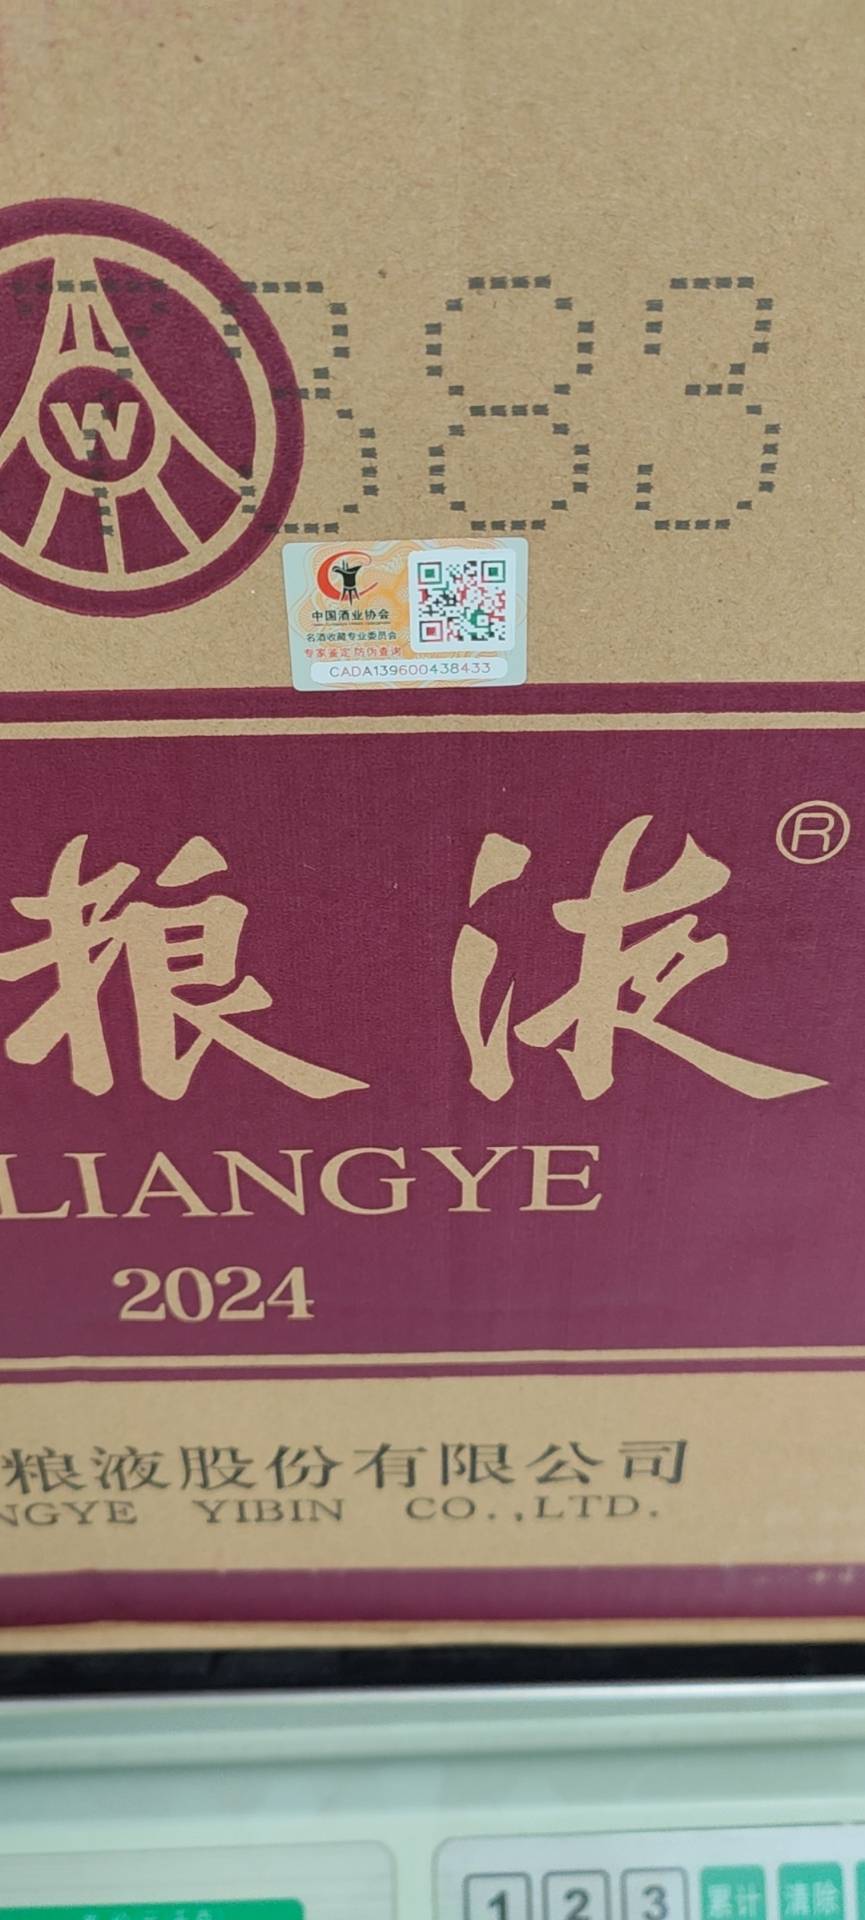 7383
W
中国酒业协会
名酒收藏专业委员会
专家鉴定 防伪查询
CADA139600438433
粮液®
LIANGYE
2024
粮液股份有限公司
NGYE YIBIN CO.,LTD.
1 2 3 累计 清除